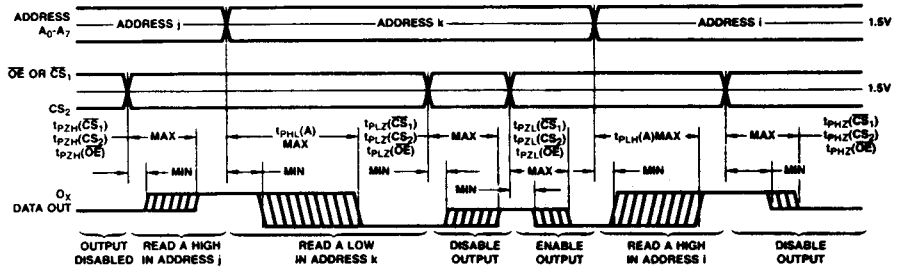 ADDRESS
A0-A7
ADDRESS j
ADDRESS k
ADDRESS i
1.5V
OE OR CS1
CS2
1.5V
tPZH(CS1)
tPZH(CS2)
tPZH(OE)
MAX
MIN
tPHL(A)
MAX
MIN
tPLZ(CS1)
tPLZ(CS2)
tPLZ(OE)
MAX
MIN
tPZL(CS1)
tPZL(CS2)
tPZL(OE)
MAX
tPLH(A)MAX
MIN
MAX
MIN
tPHZ(CS1)
tPHZ(CS2)
tPHZ(OE)
OX
DATA OUT
OUTPUT
DISABLED
READ A HIGH
IN ADDRESS j
READ A LOW
IN ADDRESS k
DISABLE
OUTPUT
ENABLE
OUTPUT
READ A HIGH
IN ADDRESS i
DISABLE
OUTPUT